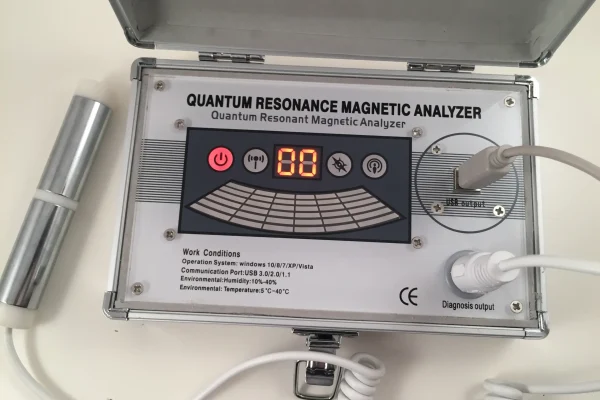 QUANTUM RESONANCE MAGNETIC ANALYZER
Quantum Resonant Magnetic Analyzer
00
USB output
Work Conditions
Operation System: windows 10/8/7/XP/Vista
Communication Port:USB 3.0/2.0/1.1
Environmental:Humidity:10%-40%
Environmental: Temperature:5°C-40°C
CE
Diagnosis output